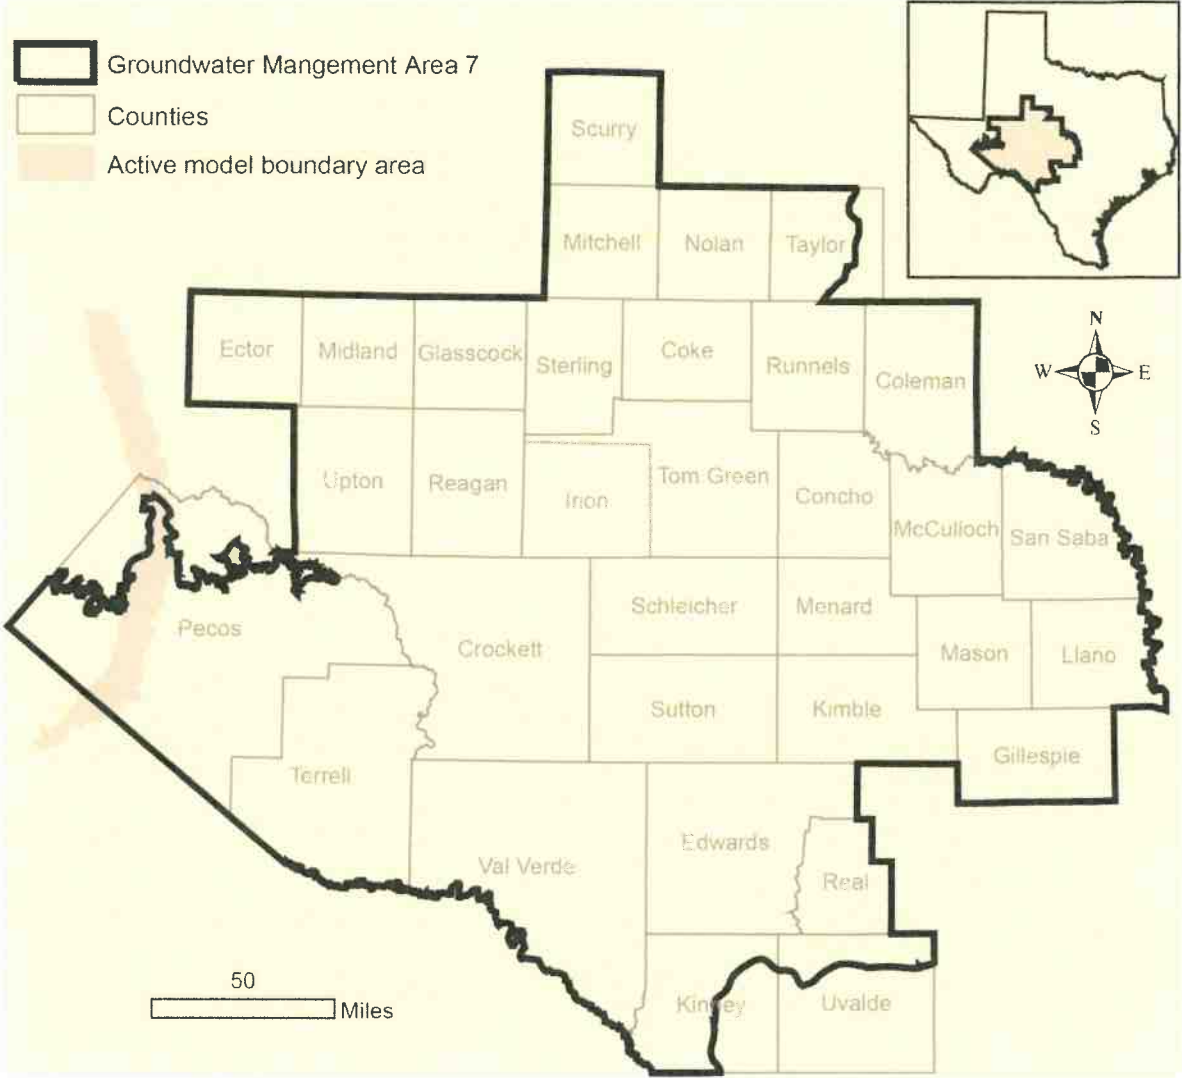 Groundwater Mangement Area 7
Counties
Active model boundary area
Scurry
Mitchell
Nolan
Taylor
Ector
Midland
Glasscock
Sterling
Coke
Runnels
Coleman
N
W
E
S
Upton
Reagan
Irion
Tom Green
Concho
McCulloch
San Saba
Pecos
Crockett
Schleicher
Menard
Mason
Llano
Sutton
Kimble
Gillespie
Terrell
Val Verde
Edwards
Real
Kinney
Uvalde
50
Miles